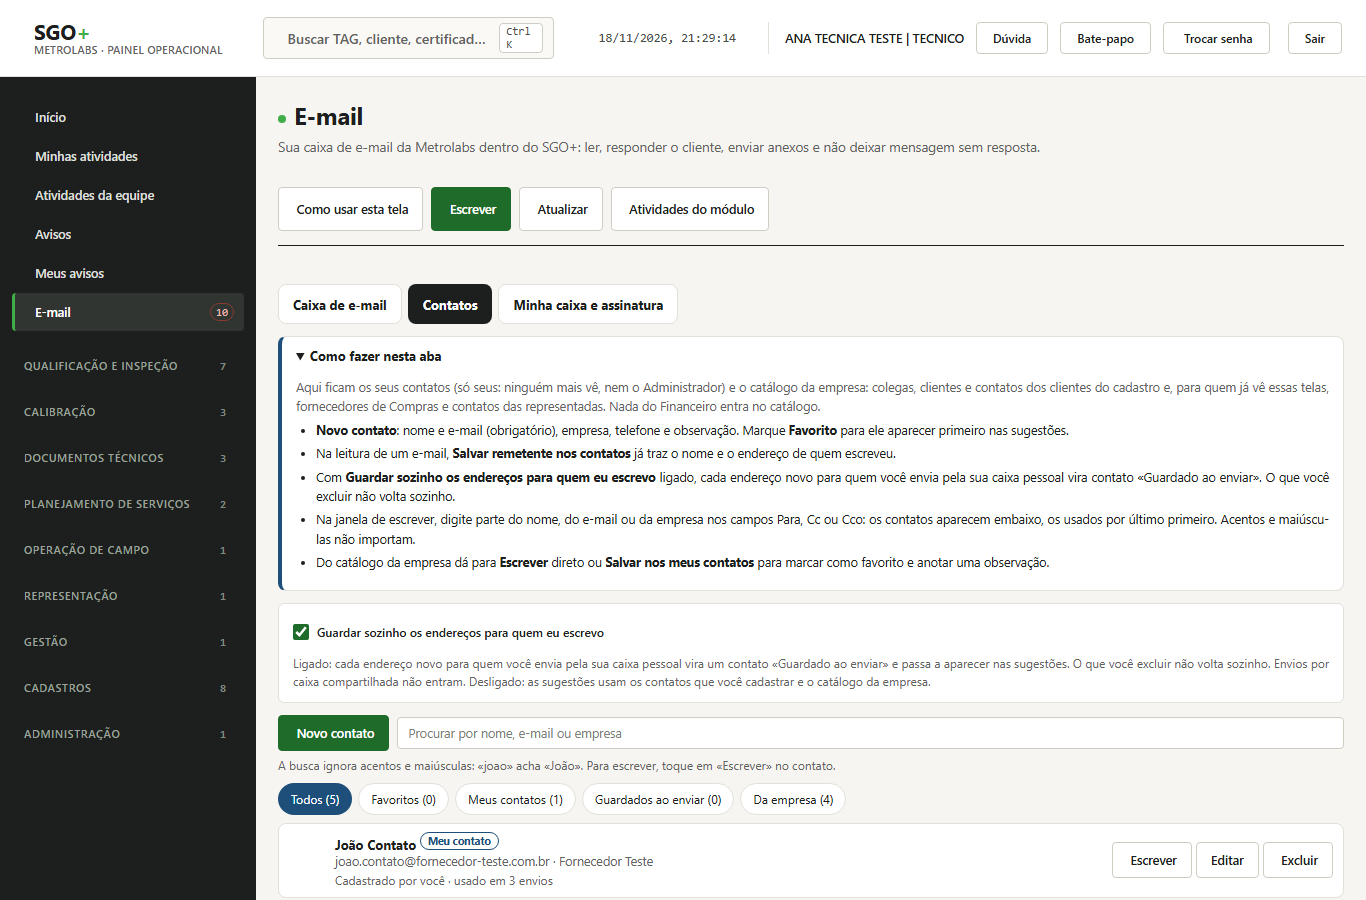 SGO+
METROLABS · PAINEL OPERACIONAL
Buscar TAG, cliente, certificad...
Ctrl
K
18/11/2026, 21:29:14
ANA TECNICA TESTE | TECNICO
Dúvida
Bate-papo
Trocar senha
Sair
Início
Minhas atividades
Atividades da equipe
Avisos
Meus avisos
E-mail
10
QUALIFICAÇÃO E INSPEÇÃO
7
CALIBRAÇÃO
3
DOCUMENTOS TÉCNICOS
3
PLANEJAMENTO DE SERVIÇOS
2
OPERAÇÃO DE CAMPO
1
REPRESENTAÇÃO
1
GESTÃO
1
CADASTROS
8
ADMINISTRAÇÃO
1
E-mail
Sua caixa de e-mail da Metrolabs dentro do SGO+: ler, responder o cliente, enviar anexos e não deixar mensagem sem resposta.
Como usar esta tela
Escrever
Atualizar
Atividades do módulo
Caixa de e-mail
Contatos
Minha caixa e assinatura
▼ Como fazer nesta aba
Aqui ficam os seus contatos (só seus: ninguém mais vê, nem o Administrador) e o catálogo da empresa: colegas, clientes e contatos dos clientes do cadastro e, para quem já vê essas telas,
fornecedores de Compras e contatos das representadas. Nada do Financeiro entra no catálogo.
• Novo contato: nome e e-mail (obrigatório), empresa, telefone e observação. Marque Favorito para ele aparecer primeiro nas sugestões.
• Na leitura de um e-mail, Salvar remetente nos contatos já traz o nome e o endereço de quem escreveu.
• Com Guardar sozinho os endereços para quem eu escrevo ligado, cada endereço novo para quem você envia pela sua caixa pessoal vira contato «Guardado ao enviar». O que você
excluir não volta sozinho.
• Na janela de escrever, digite parte do nome, do e-mail ou da empresa nos campos Para, Cc ou Cco: os contatos aparecem embaixo, os usados por último primeiro. Acentos e maiúscu-
las não importam.
• Do catálogo da empresa dá para Escrever direto ou Salvar nos meus contatos para marcar como favorito e anotar uma observação.
Guardar sozinho os endereços para quem eu escrevo
Ligado: cada endereço novo para quem você envia pela sua caixa pessoal vira um contato «Guardado ao enviar» e passa a aparecer nas sugestões. O que você excluir não volta sozinho. Envios por
caixa compartilhada não entram. Desligado: as sugestões usam os contatos que você cadastrar e o catálogo da empresa.
Novo contato
Procurar por nome, e-mail ou empresa
A busca ignora acentos e maiúsculas: «joao» acha «João». Para escrever, toque em «Escrever» no contato.
Todos (5)
Favoritos (0)
Meus contatos (1)
Guardados ao enviar (0)
Da empresa (4)
João Contato
Meu contato
joao.contato@fornecedor-teste.com.br · Fornecedor Teste
Cadastrado por você · usado em 3 envios
Escrever
Editar
Excluir